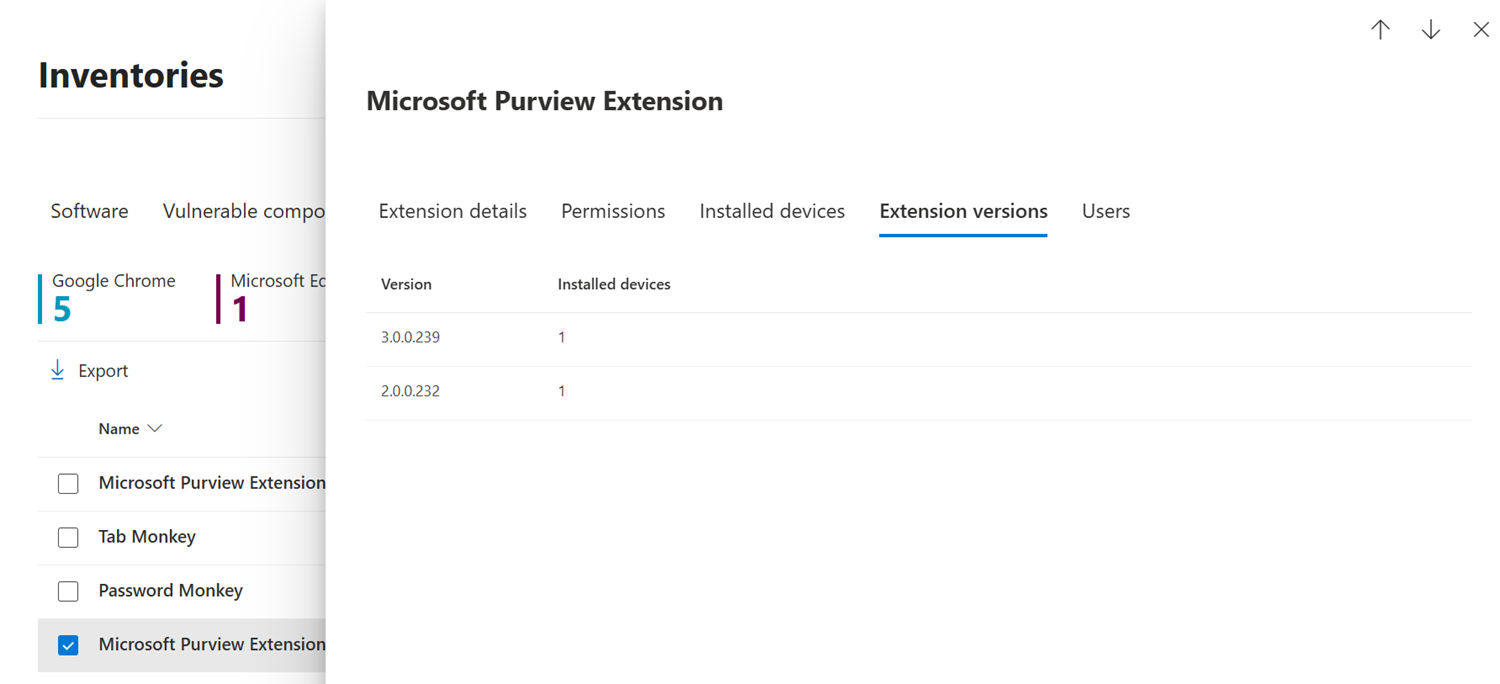 Inventories
Software Vulnerable compo
Google Chrome Microsoft Ed
5 1
Export
Name
Microsoft Purview Extension
Tab Monkey
Password Monkey
Microsoft Purview Extension
Microsoft Purview Extension
Extension details Permissions Installed devices Extension versions Users
Version Installed devices
3.0.0.239 1
2.0.0.232 1